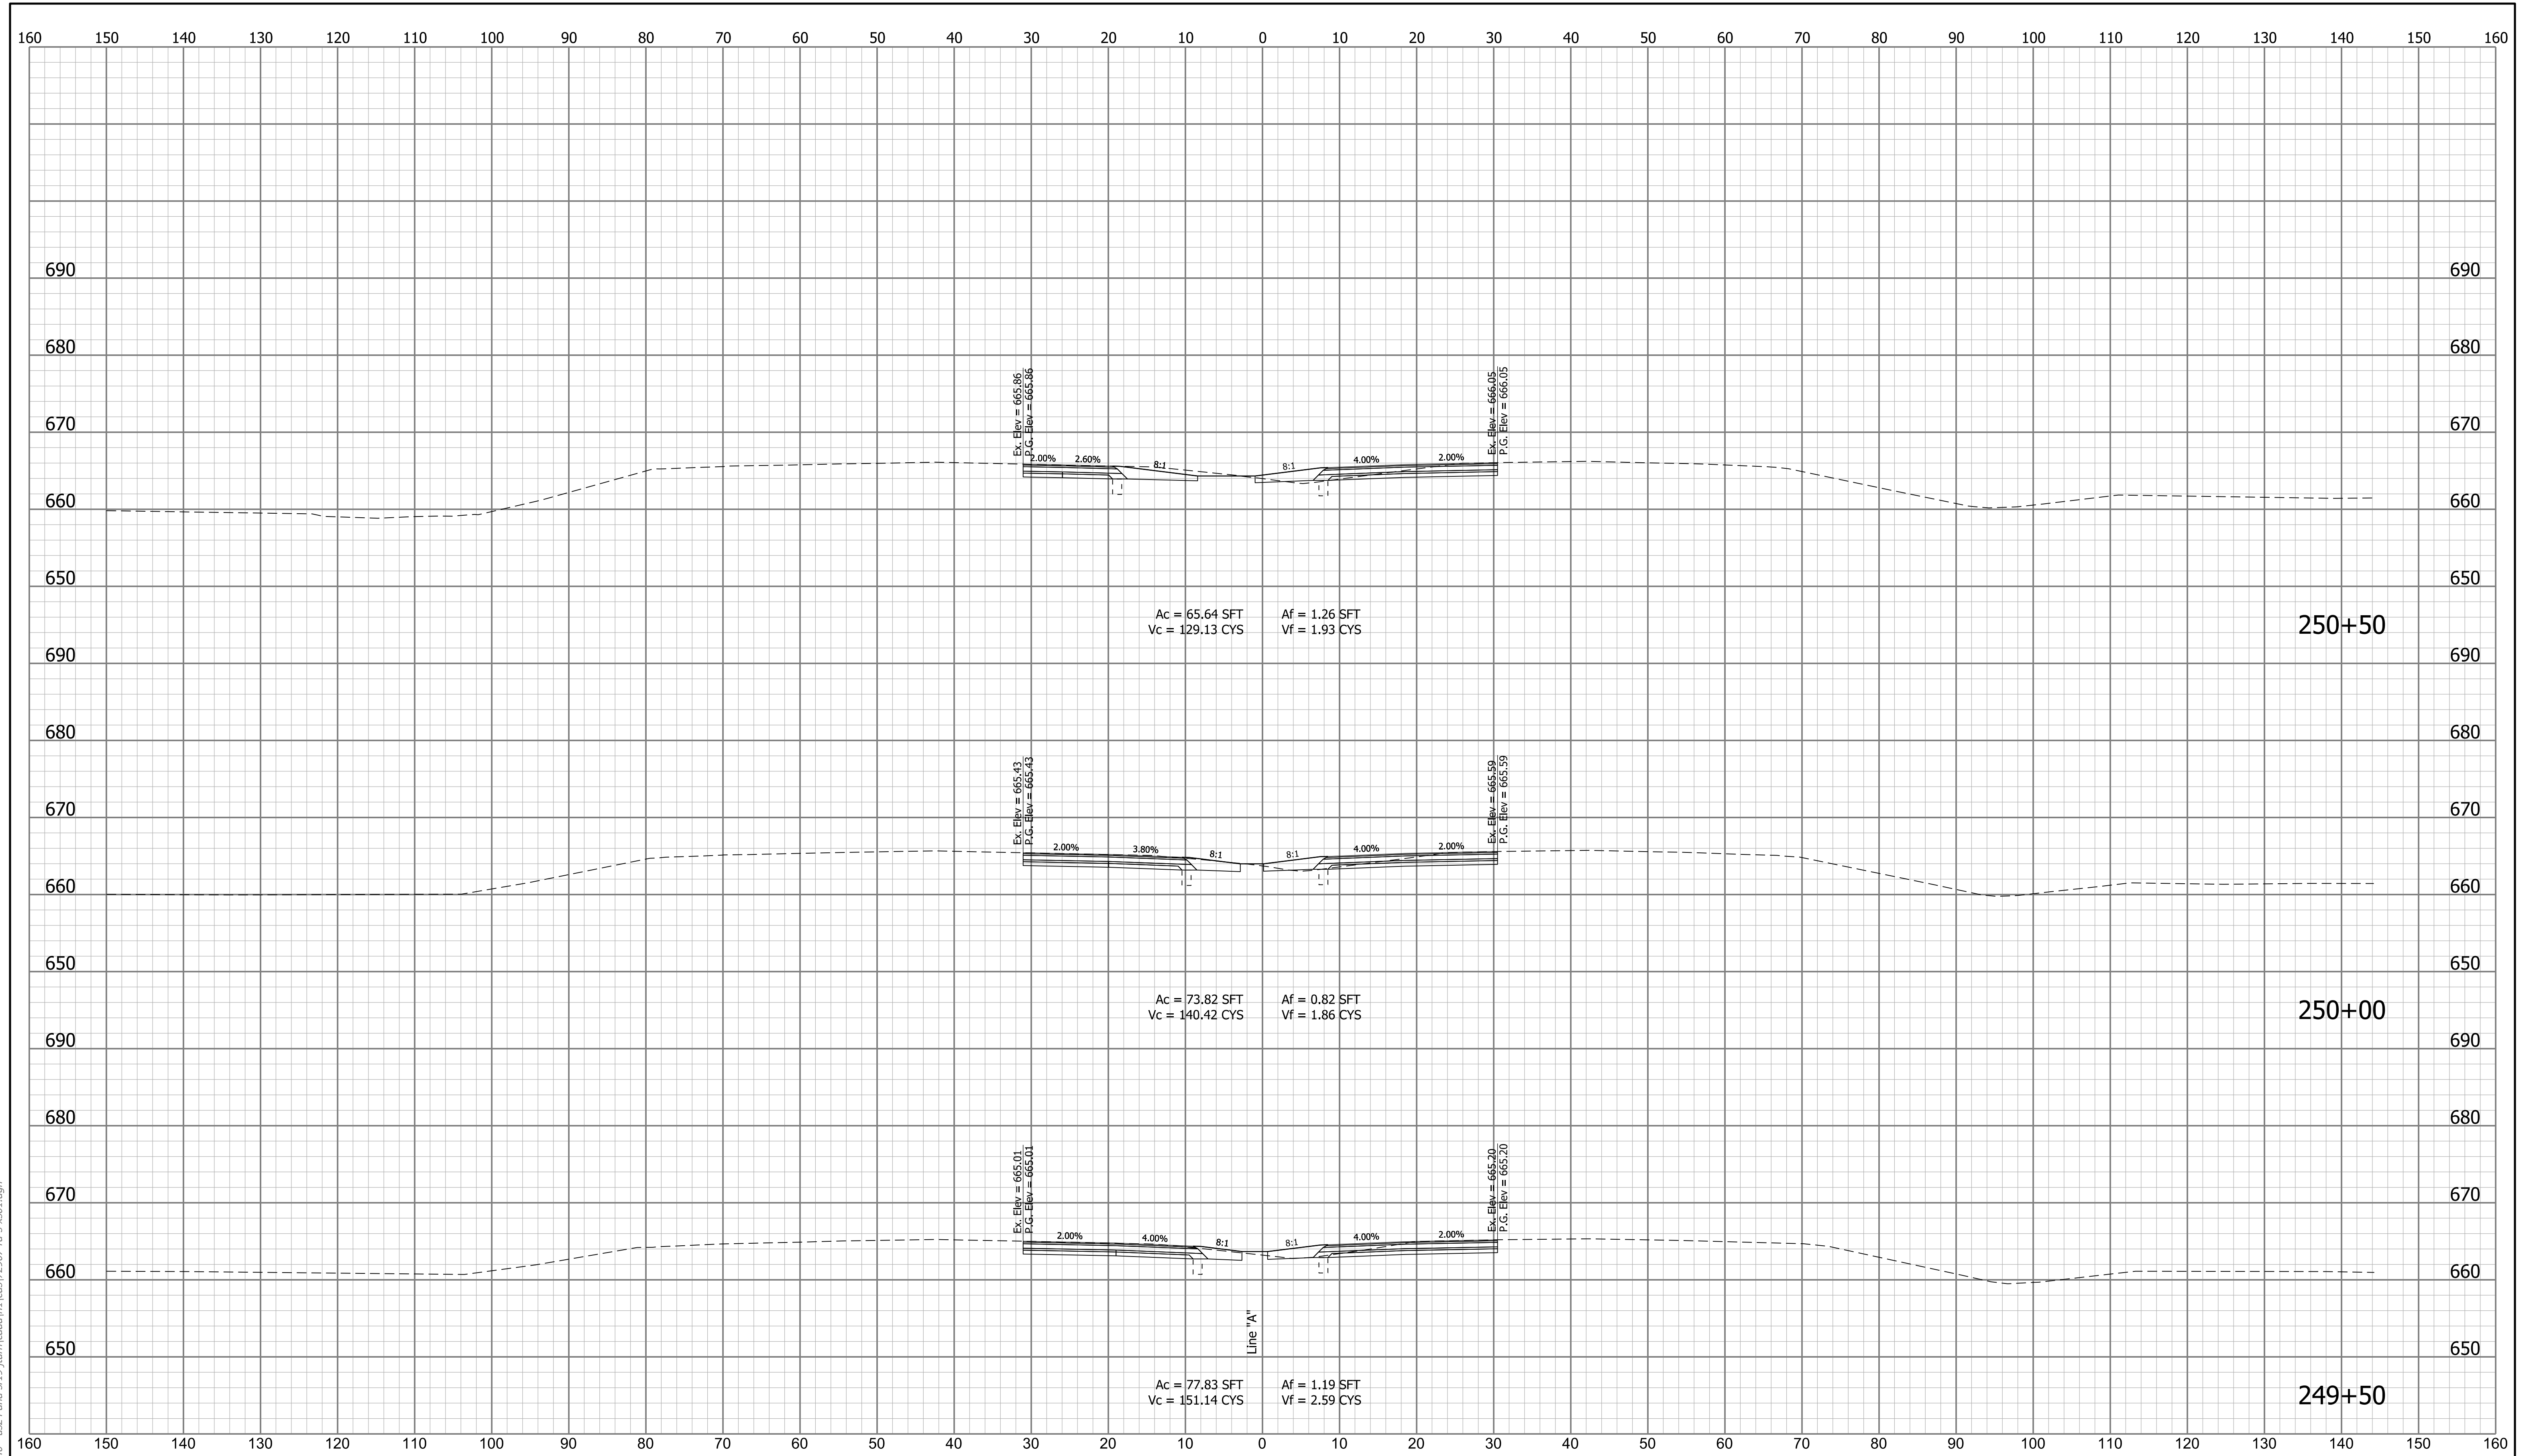 160 150 140 130 120 110 100 90 80 70 60 50 40 30 20 10 0 10 20 30 40 50 60 70 80 90 100 110 120 130 140 150 160
690 690
680 680
Ex. Elev = 665.86
P.G. Elev = 665.86
Ex. Elev = 666.05
P.G. Elev = 666.05
670 670
2.00% 2.60% 8:1 8:1 4.00% 2.00%
660 660
650 650
Ac = 65.64 SFT Af = 1.26 SFT
Vc = 129.13 CYS Vf = 1.93 CYS
250+50
690 690
680 680
Ex. Elev = 665.43
P.G. Elev = 665.43
Ex. Elev = 665.59
P.G. Elev = 665.59
670 670
2.00% 3.80% 8:1 8:1 4.00% 2.00%
660 660
650 650
Ac = 73.82 SFT Af = 0.82 SFT
Vc = 140.42 CYS Vf = 1.86 CYS
250+00
690 690
680 680
Ex. Elev = 665.01
P.G. Elev = 665.01
Ex. Elev = 665.20
P.G. Elev = 665.20
670 670
2.00% 4.00% 8:1 8:1 4.00% 2.00%
660 660
Line "A"
650 650
Ac = 77.83 SFT Af = 1.19 SFT
Vc = 151.14 CYS Vf = 2.59 CYS
249+50
160 150 140 130 120 110 100 90 80 70 60 50 40 30 20 10 0 10 20 30 40 50 60 70 80 90 100 110 120 130 140 150 160